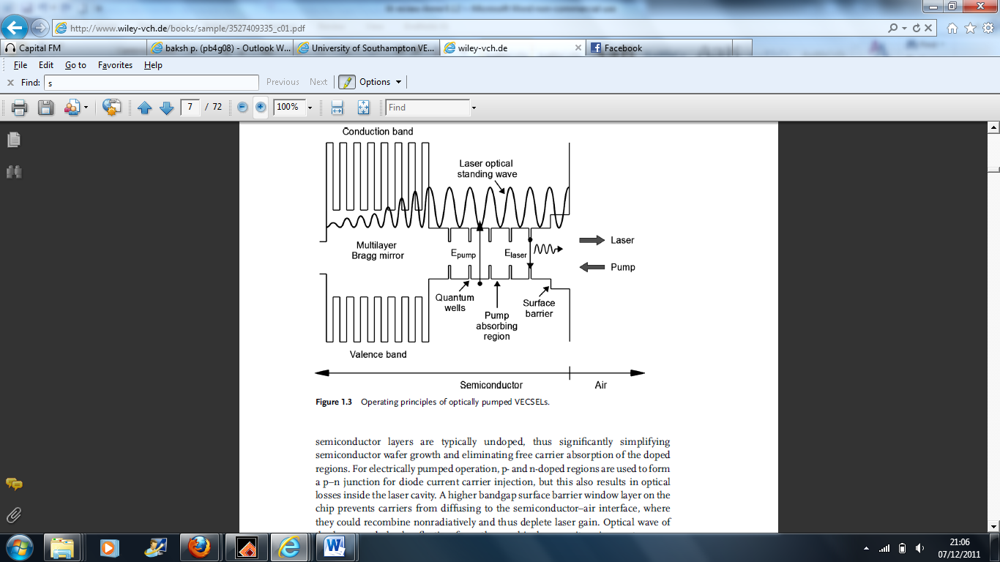 http://www.wiley-vch.de/books/sample/3527409335_c01.pdf
Capital FM
baksh p. (pb4g08) - Outlook W...
University of Southampton VE...
wiley-vch.de
Facebook
File Edit Go to Favorites Help
Find: s Previous Next Options
7 / 72 100% Find
Conduction band
Laser optical
standing wave
Multilayer
Bragg mirror
Epump
Elaser
Laser
Pump
Quantum
wells
Pump
absorbing
region
Surface
barrier
Valence band
Semiconductor
Air
Figure 1.3 Operating principles of optically pumped VECSELs.
semiconductor layers are typically undoped, thus significantly simplifying
semiconductor wafer growth and eliminating free carrier absorption of the doped
regions. For electrically pumped operation, p- and n-doped regions are used to form
a p–n junction for diode current carrier injection, but this also results in optical
losses inside the laser cavity. A higher bandgap surface barrier window layer on the
chip prevents carriers from diffusing to the semiconductor–air interface, where
they could recombine nonradiatively and thus deplete laser gain. Optical wave of
21:06
07/12/2011